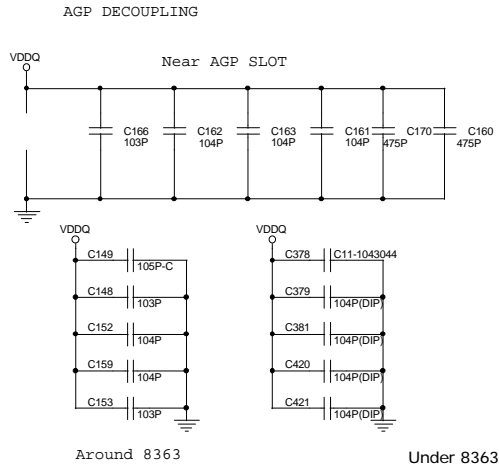 AGP DECOUPLING
VDDQ
Near AGP SLOT
C166
103P
C162
104P
C163
104P
C161
104P
C170
475P
C160
475P
VDDQ
C149
105P-C
C148
103P
C152
104P
C159
104P
C153
103P
Around 8363
VDDQ
C378
C11-1043044
C379
104P(DIP)
C381
104P(DIP)
C420
104P(DIP)
C421
104P(DIP)
Under 8363